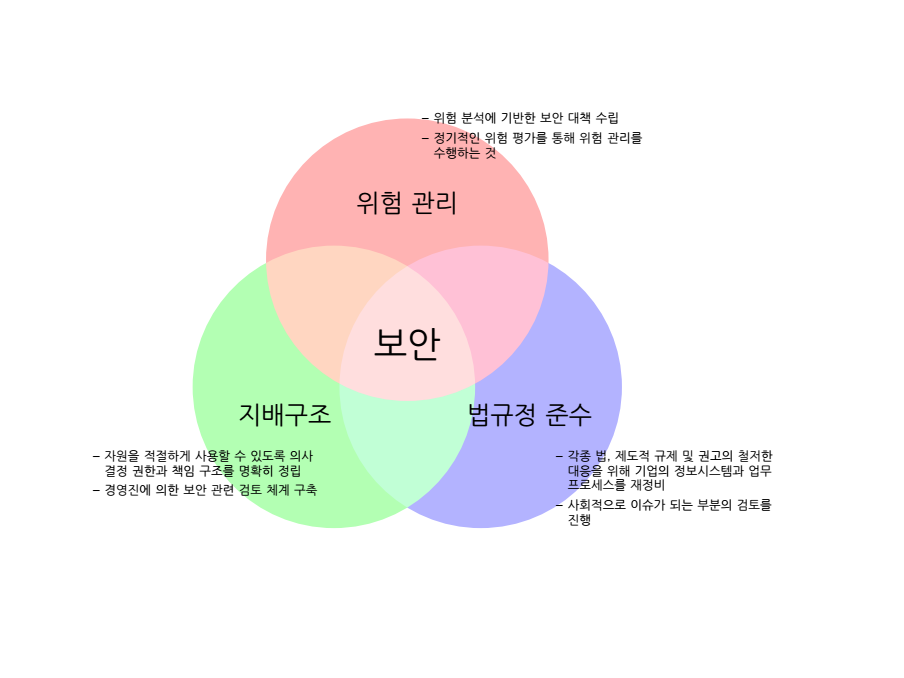 – 위험 분석에 기반한 보안 대책 수립
– 정기적인 위험 평가를 통해 위험 관리를
수행하는 것
위험 관리
보안
지배구조
– 자원을 적절하게 사용할 수 있도록 의사
결정 권한과 책임 구조를 명확히 정립
– 경영진에 의한 보안 관련 검토 체계 구축
법규정 준수
– 각종 법, 제도적 규제 및 권고의 철저한
대응을 위해 기업의 정보시스템과 업무
프로세스를 재정비
– 사회적으로 이슈가 되는 부분의 검토를
진행